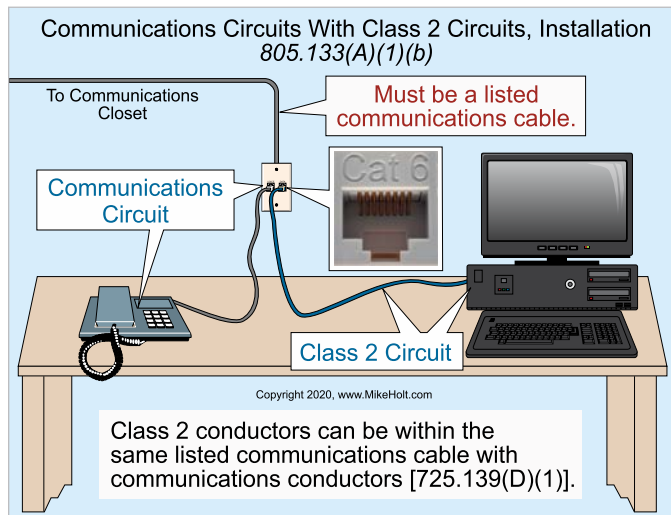 Communications Circuits With Class 2 Circuits, Installation
805.133(A)(1)(b)
To Communications
Closet
Must be a listed
communications cable.
Communications
Circuit
Cat 6
Class 2 Circuit
Copyright 2020, www.MikeHolt.com
Class 2 conductors can be within the
same listed communications cable with
communications conductors [725.139(D)(1)].